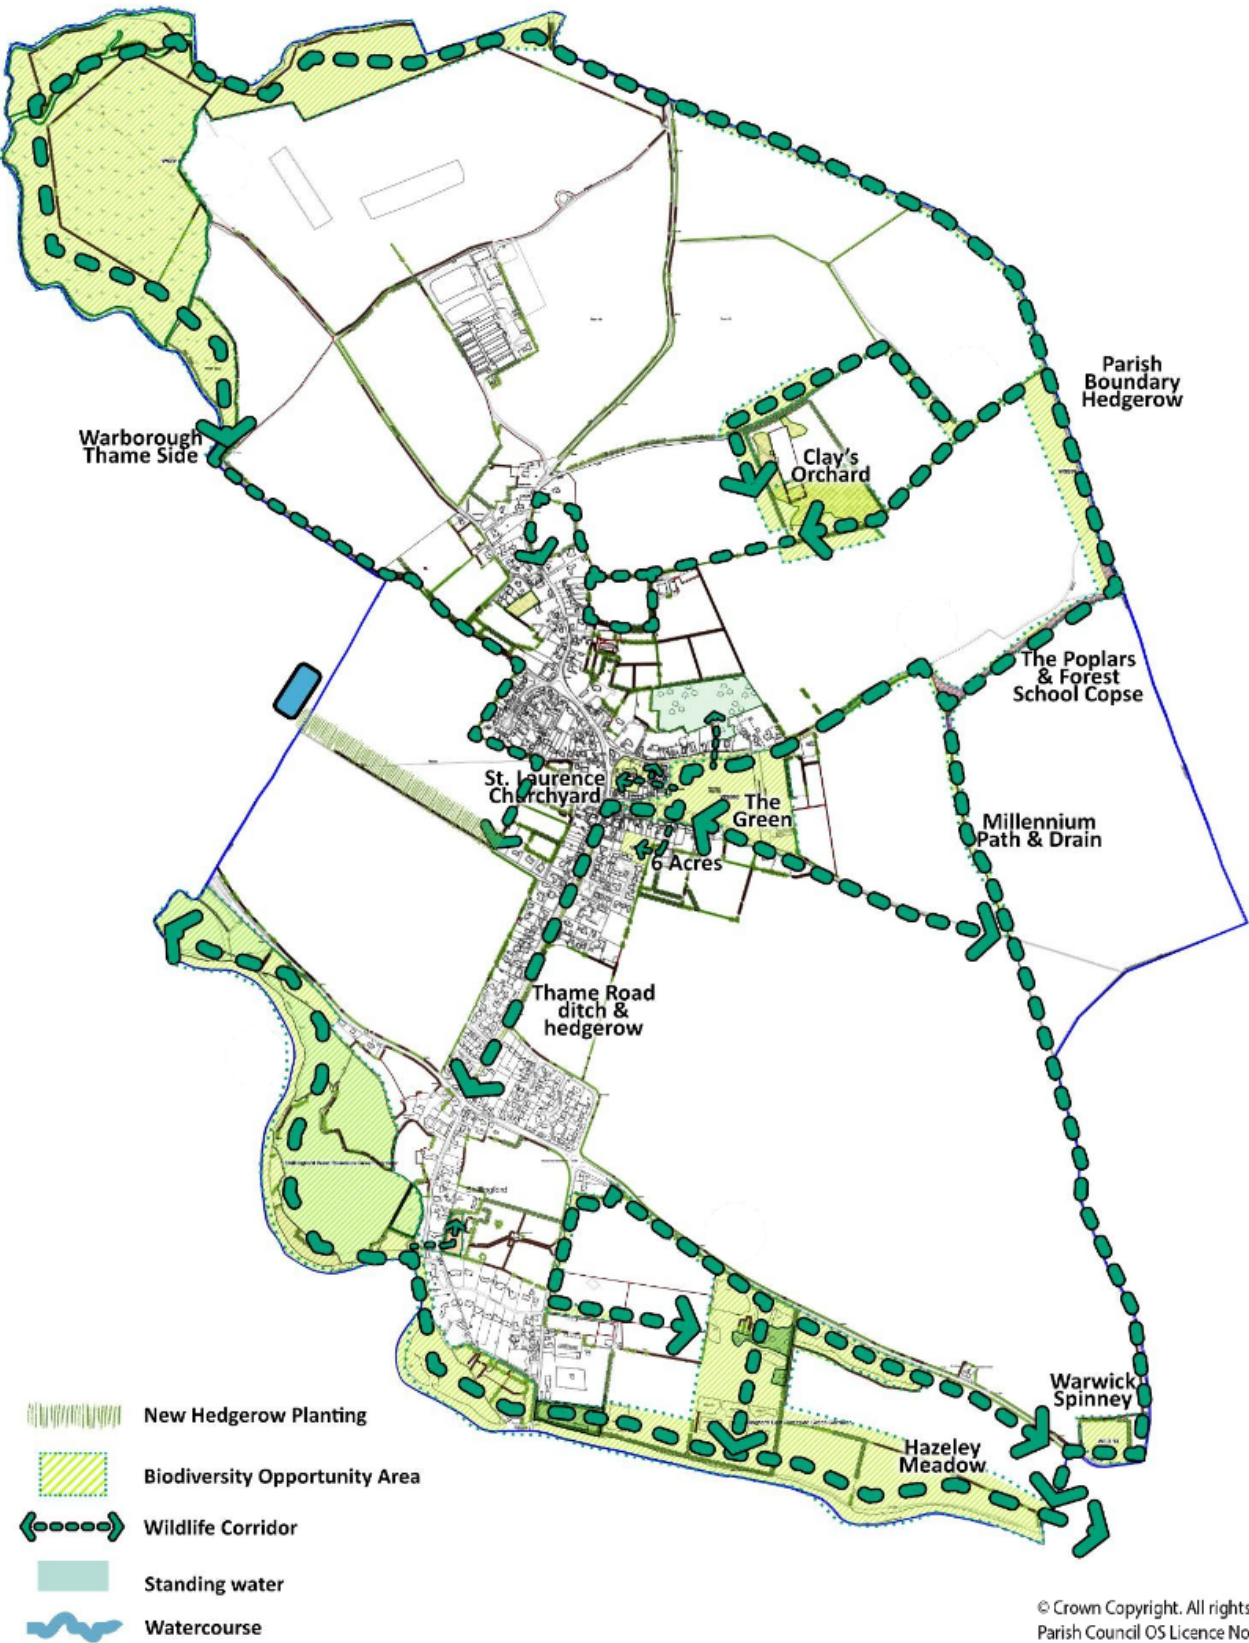 Parish
Boundary
Hedgerow
Warborough
Thame Side
Clay's
Orchard
The Poplars
& Forest
School Copse
St. Laurence
Churchyard
The
Green
Millennium
Path & Drain
6 Acres
Thame Road
ditch &
hedgerow
Warwick
Spinney
Hazeley
Meadow
New Hedgerow Planting
Biodiversity Opportunity Area
Wildlife Corridor
Standing water
Watercourse
© Crown Copyright. All rights
Parish Council OS Licence No